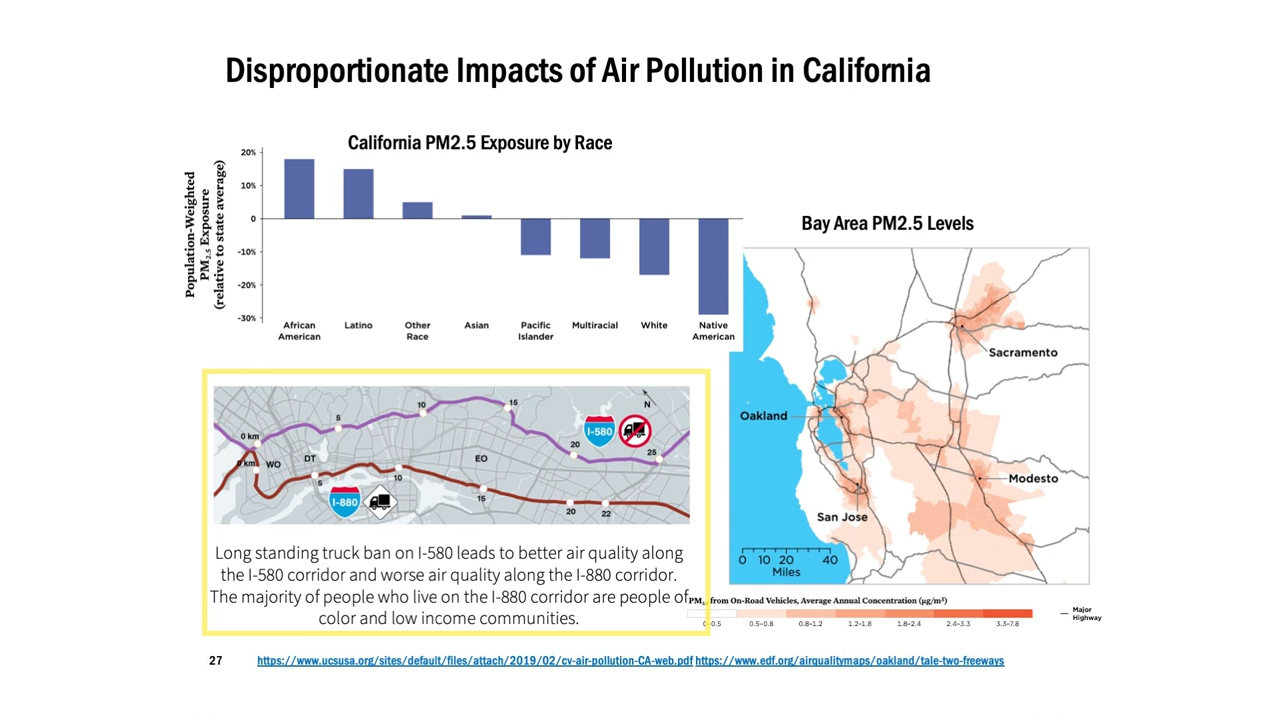 Disproportionate Impacts of Air Pollution in California
California PM2.5 Exposure by Race
Population-Weighted
PM2.5 Exposure
(relative to state average)
20%
10%
0
-10%
-20%
-30%
African
American
Latino
Other
Race
Asian
Pacific
Islander
Multiracial
White
Native
American
Bay Area PM2.5 Levels
Sacramento
Oakland
Modesto
San Jose
0 10 20 40
Miles
PM2.5 from On-Road Vehicles, Average Annual Concentration (µg/m³)
0-0.5
0.5–0.8
0.8–1.2
1.2–1.8
1.8–2.4
2.4–3.3
3.3–7.8
Major
Highway
0 km
5
10
15
20
25
I-580
N
0 km
WO
DT
EO
5
10
15
20
22
I-880
Long standing truck ban on I-580 leads to better air quality along
the I-580 corridor and worse air quality along the I-880 corridor.
The majority of people who live on the I-880 corridor are people of
color and low income communities.
27
https://www.ucsusa.org/sites/default/files/attach/2019/02/cv-air-pollution-CA-web.pdf https://www.edf.org/airqualitymaps/oakland/tale-two-freeways